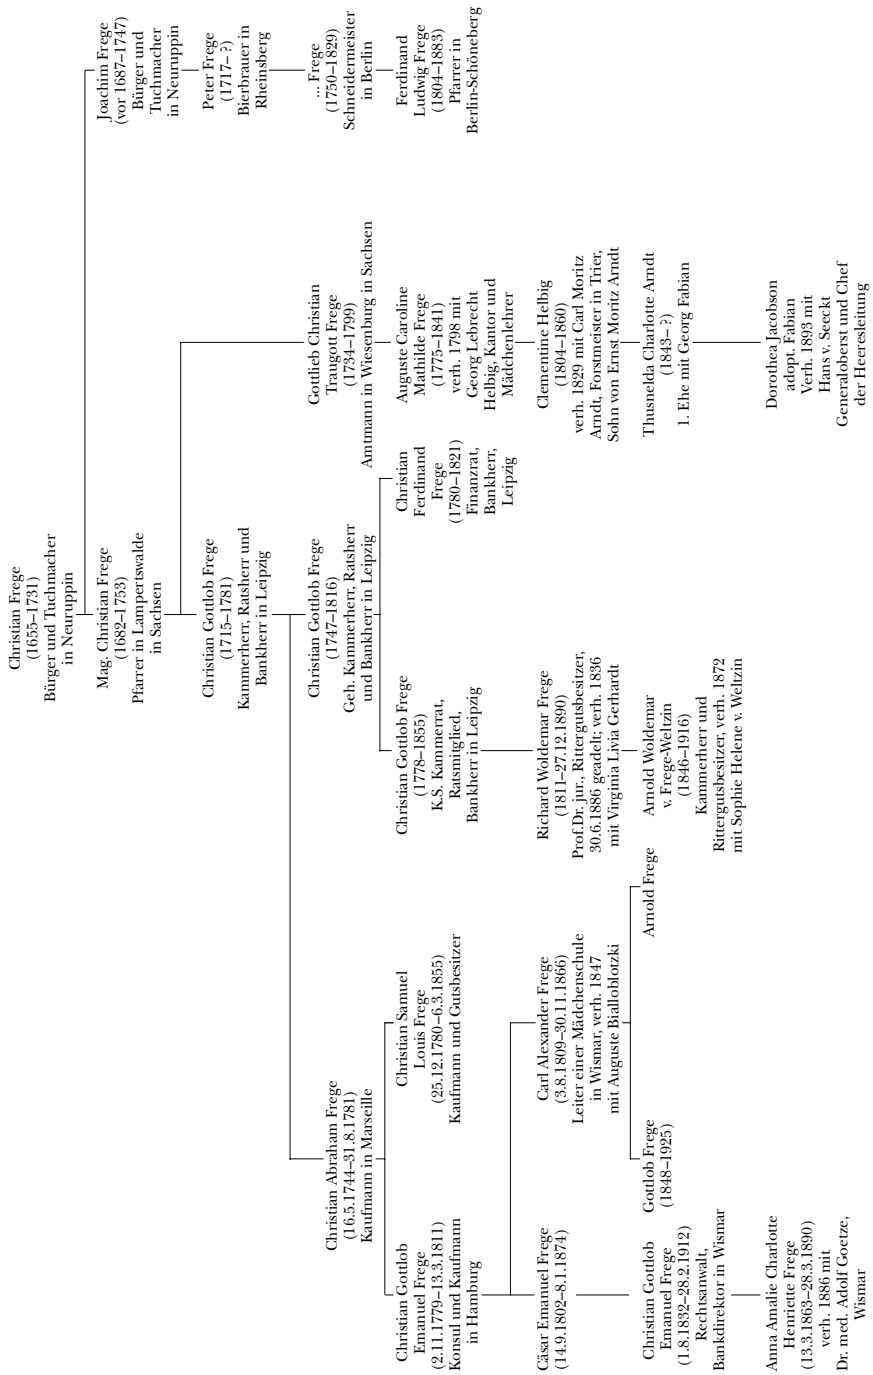 Christian Frege
(1655–1731)
Bürger und Tuchmacher
in Neuruppin
Mag. Christian Frege
(1682–1753)
Pfarrer in Lampertswalde
in Sachsen
Joachim Frege
(vor 1687–1747)
Bürger und
Tuchmacher
in Neuruppin
Christian Gottlob Frege
(1715–1781)
Kammerherr, Ratsherr und
Bankherr in Leipzig
Peter Frege
(1717– ?)
Bierbrauer in
Rheinsberg
Christian Abraham Frege
(16.5.1744–31.8.1781)
Kaufmann in Marseille
Christian Gottlob Frege
(1747–1816)
Geh. Kammerherr, Ratsherr
und Bankherr in Leipzig
Gottlieb Christian
Traugott Frege
(1734–1799)
Amtmann in Wiesenburg in Sachsen
... Frege
(1750–1829)
Schneidermeister
in Berlin
Christian Gottlob
Emanuel Frege
(2.11.1779–13.3.1811)
Konsul und Kaufmann
in Hamburg
Christian Samuel
Louis Frege
(25.12.1780–6.3.1855)
Kaufmann und Gutsbesitzer
Christian Gottlob Frege
(1778–1855)
K.S. Kammerrat,
Ratsmitglied,
Bankherr in Leipzig
Christian
Ferdinand
Frege
(1780–1821)
Finanzrat,
Bankherr,
Leipzig
Auguste Caroline
Mathilde Frege
(1775–1841)
verh. 1798 mit
Georg Lebrecht
Helbig, Kantor und
Mädchenlehrer
Ferdinand
Ludwig Frege
(1804–1883)
Pfarrer in
Berlin-Schöneberg
Cäsar Emanuel Frege
(14.9.1802–8.1.1874)
Carl Alexander Frege
(3.8.1809–30.11.1866)
Leiter einer Mädchenschule
in Wismar, verh. 1847
mit Auguste Bialloblotzki
Richard Woldemar Frege
(1811–27.12.1890)
Prof.Dr. jur., Rittergutsbesitzer,
30.6.1886 geadelt; verh. 1836
mit Virginia Livia Gerhardt
Clementine Helbig
(1804–1860)
verh. 1829 mit Carl Moritz
Arndt, Forstmeister in Trier,
Sohn von Ernst Moritz Arndt
Christian Gottlob
Emanuel Frege
(1.8.1832–28.2.1912)
Rechtsanwalt,
Bankdirektor in Wismar
Gottlob Frege
(1848–1925)
Arnold Frege
Arnold Woldemar
v. Frege-Weltzin
(1846–1916)
Kammerherr und
Rittergutsbesitzer, verh. 1872
mit Sophie Helene v. Weltzin
Thusnelda Charlotte Arndt
(1843– ?)
1. Ehe mit Georg Fabian
Anna Amalie Charlotte
Henriette Frege
(13.3.1863–28.3.1890)
verh. 1886 mit
Dr. med. Adolf Goetze,
Wismar
Dorothea Jacobson
adopt. Fabian
Verh. 1893 mit
Hans v. Seeckt
Generaloberst und Chef
der Heeresleitung